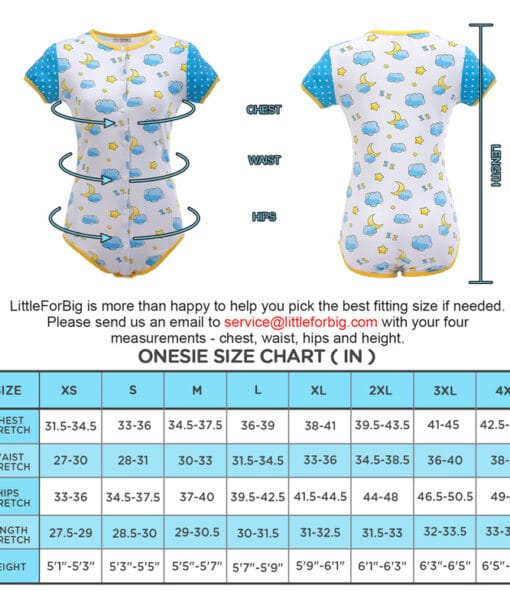 CHEST
WAIST
HIPS
LENGTH
LittleForBig is more than happy to help you pick the best fitting size if needed.
Please send us an email to service@littleforbig.com with your four
measurements - chest, waist, hips and height.
ONESIE SIZE CHART ( IN )
SIZE XS S M L XL 2XL 3XL 4X
HEST 31.5-34.5 33-36 34.5-37.5 36-39 38-41 39.5-43.5 41-45 42.5-
RETCH
AIST 27-30 28-31 30-33 31.5-34.5 33-36 34.5-38.5 36-40 38-
RETCH
HIPS 33-36 34.5-37.5 37-40 39.5-42.5 41.5-44.5 44-48 46.5-50.5 49-
RETCH
NGTH 27.5-29 28.5-30 29-30.5 30-31.5 31-32.5 31.5-33 32-33.5 33-3
RETCH
EIGHT 5'1"-5'3" 5'3"-5'5" 5'5"-5'7" 5'7"-5'9" 5'9"-6'1" 6'1"-6'3" 6'3"-6'5" 6'5"-